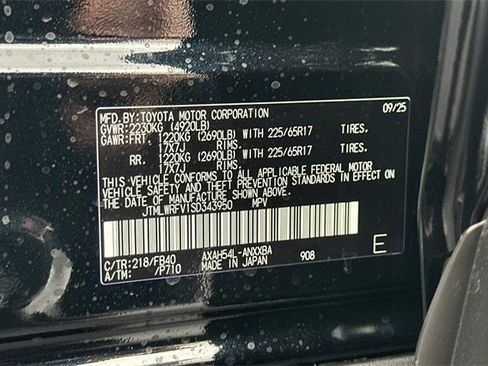 MFD.BY:TOYOTA MOTOR CORPORATION 09/25
GVWR:2230KG (4920LB)
GAWR:FRT. 1220KG (2690LB) WITH 225/65R17 TIRES.
17X7J RIMS.
RR. 1220KG (2690LB) WITH 225/65R17 TIRES.
17X7J RIMS.
THIS VEHICLE CONFORMS TO ALL APPLICABLE FEDERAL MOTOR
VEHICLE SAFETY AND THEFT PREVENTION STANDARDS IN EFFECT ON
THE DATE OF MANUFACTURE SHOWN ABOVE.
JTMLWRFV1SD343950 MPV
C/TR:218/FB40 AXAH54L-ANXXBA 908
A/TM: /P710 MADE IN JAPAN
E